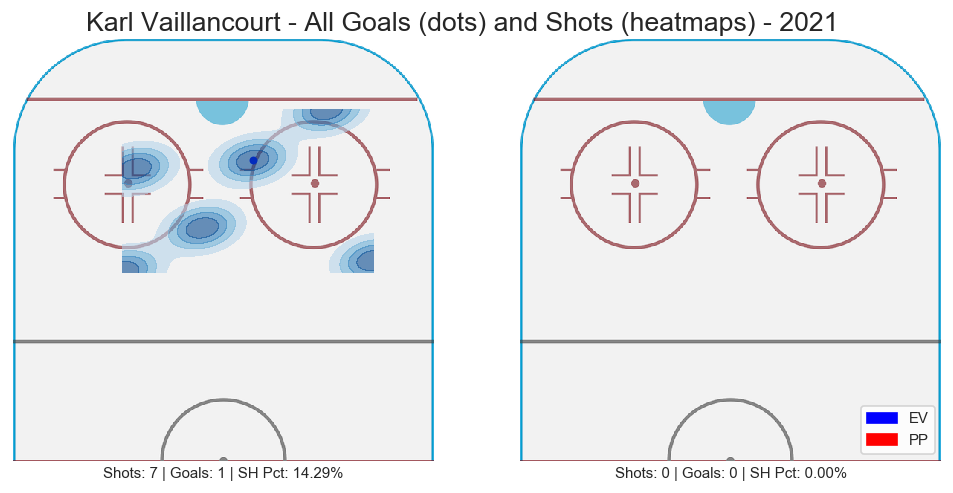 Karl Vaillancourt - All Goals (dots) and Shots (heatmaps) - 2021
EV
PP
Shots: 7 | Goals: 1 | SH Pct: 14.29%
Shots: 0 | Goals: 0 | SH Pct: 0.00%